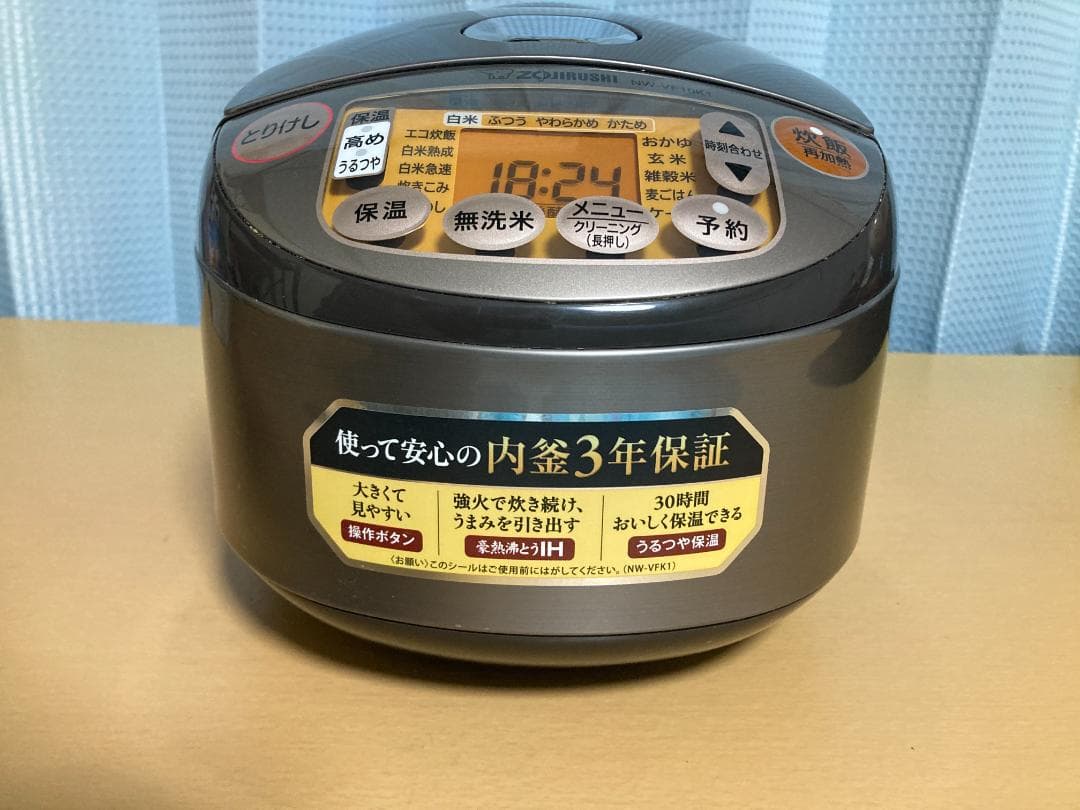 ZOJIRUSHI
とりけし
保温
高め
うるつや
白米 ふつう やわらかめ かため
エコ炊飯
白米熟成
白米急速
炊きこみ
18:24
おかゆ
玄米
雑穀米
麦ごはん
時刻合わせ
炊飯
再加熱
保温
無洗米
メニュー
クリーニング
(長押し)
予約
使って安心の内釜3年保証
大きくて
見やすい
操作ボタン
強火で炊き続け、
うまみを引き出す
豪熱沸とうIH
30時間
おいしく保温できる
うるつや保温
〈お願い〉このシールはご使用前にはがしてください。(NW-VFK1)